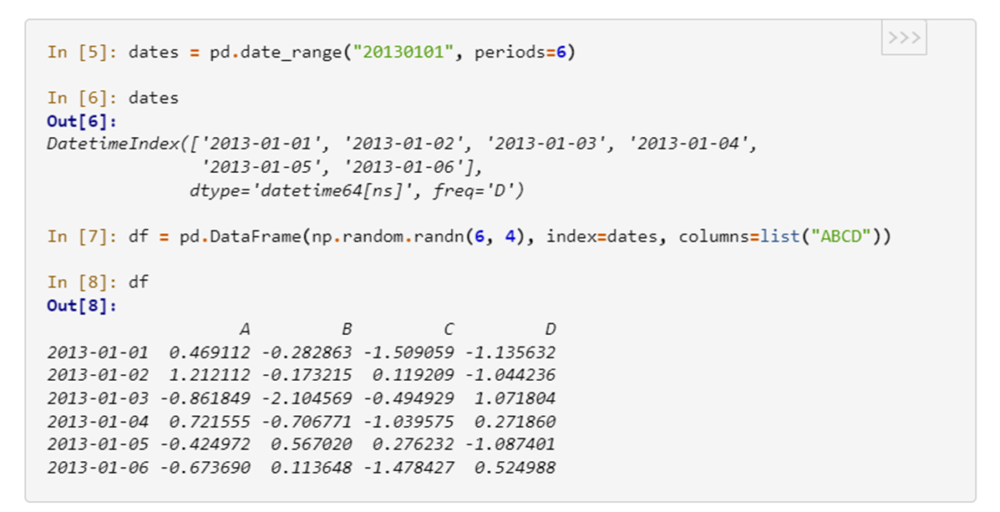 >>>
In [5]: dates = pd.date_range("20130101", periods=6)
In [6]: dates
Out[6]:
DatetimeIndex(['2013-01-01', '2013-01-02', '2013-01-03', '2013-01-04',
               '2013-01-05', '2013-01-06'],
              dtype='datetime64[ns]', freq='D')
In [7]: df = pd.DataFrame(np.random.randn(6, 4), index=dates, columns=list("ABCD"))
In [8]: df
Out[8]:
                   A         B         C         D
2013-01-01  0.469112 -0.282863 -1.509059 -1.135632
2013-01-02  1.212112 -0.173215  0.119209 -1.044236
2013-01-03 -0.861849 -2.104569 -0.494929  1.071804
2013-01-04  0.721555 -0.706771 -1.039575  0.271860
2013-01-05 -0.424972  0.567020  0.276232 -1.087401
2013-01-06 -0.673690  0.113648 -1.478427  0.524988